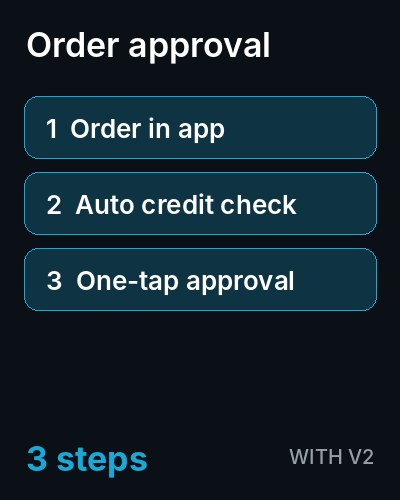 Order approval
1 Order in app
2 Auto credit check
3 One-tap approval
3 steps
WITH V2